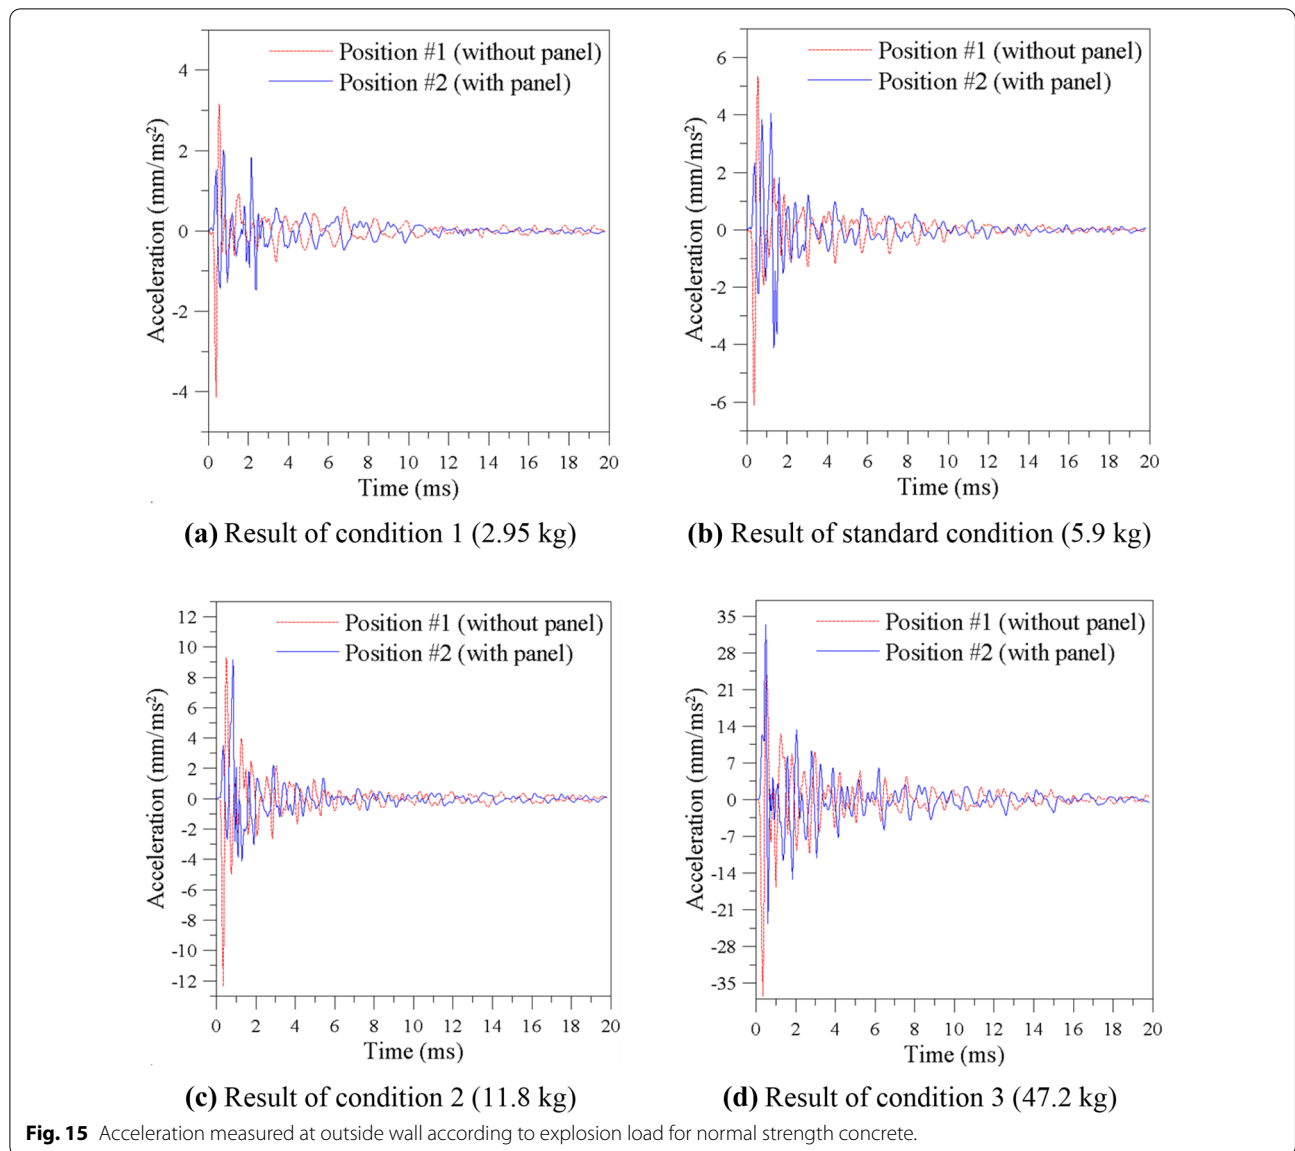 Position #1 (without panel)
Position #2 (with panel)
4
2
0
-2
-4
Acceleration (mm/ms²)
0 2 4 6 8 10 12 14 16 18 20
Time (ms)
(a) Result of condition 1 (2.95 kg)
Position #1 (without panel)
Position #2 (with panel)
6
4
2
0
-2
-4
-6
Acceleration (mm/ms²)
0 2 4 6 8 10 12 14 16 18 20
Time (ms)
(b) Result of standard condition (5.9 kg)
Position #1 (without panel)
Position #2 (with panel)
12
10
8
6
4
2
0
-2
-4
-6
-8
-10
-12
Acceleration (mm/ms²)
0 2 4 6 8 10 12 14 16 18 20
Time (ms)
(c) Result of condition 2 (11.8 kg)
Position #1 (without panel)
Position #2 (with panel)
35
28
21
14
7
0
-7
-14
-21
-28
-35
Acceleration (mm/ms²)
0 2 4 6 8 10 12 14 16 18 20
Time (ms)
(d) Result of condition 3 (47.2 kg)
Fig. 15 Acceleration measured at outside wall according to explosion load for normal strength concrete.